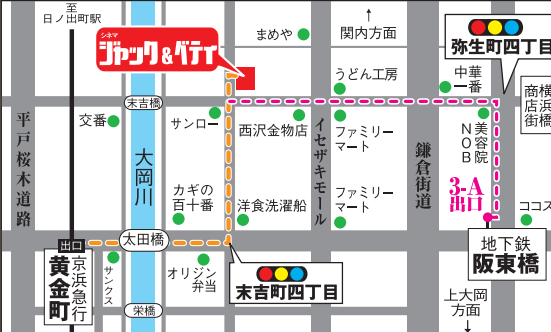 至
日ノ出町駅
シネマ
ジャック&ベティ
まめや
関内方面
弥生町四丁目
うどん工房
中華
一番
横浜
商店街
末吉橋
交番
サンロー
西沢金物店
ファミリー
マート
美容院
NOB
平戸桜木道路
大岡川
イセザキモール
鎌倉街道
カギの
百十番
洋食洗濯船
ファミリー
マート
3-A
出口
ココス
太田橋
出口
京浜急行
黄金町
サンクス
オリジン
弁当
末吉町四丁目
地下鉄
阪東橋
栄橋
上大岡
方面